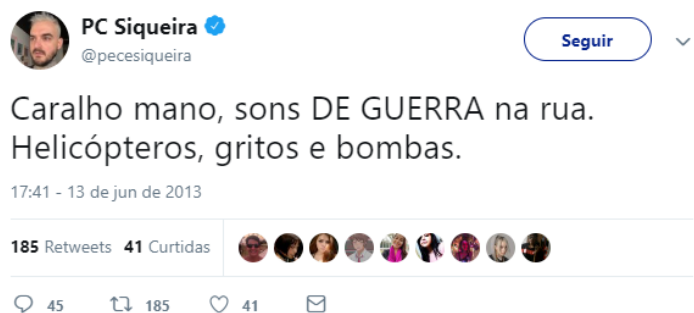 PC Siqueira
@pecesiqueira
Seguir
Caralho mano, sons DE GUERRA na rua.
Helicópteros, gritos e bombas.
17:41 - 13 de jun de 2013
185 Retweets 41 Curtidas
45 185 41